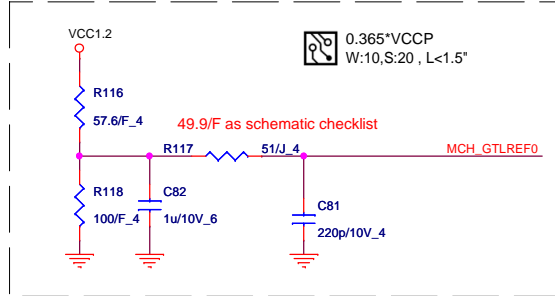 VCC1.2
0.365*VCCP
W:10,S:20 , L<1.5"
R116
57.6/F_4
49.9/F as schematic checklist
R117
51/J_4
MCH_GTLREF0
R118
100/F_4
C82
1u/10V_6
C81
220p/10V_4